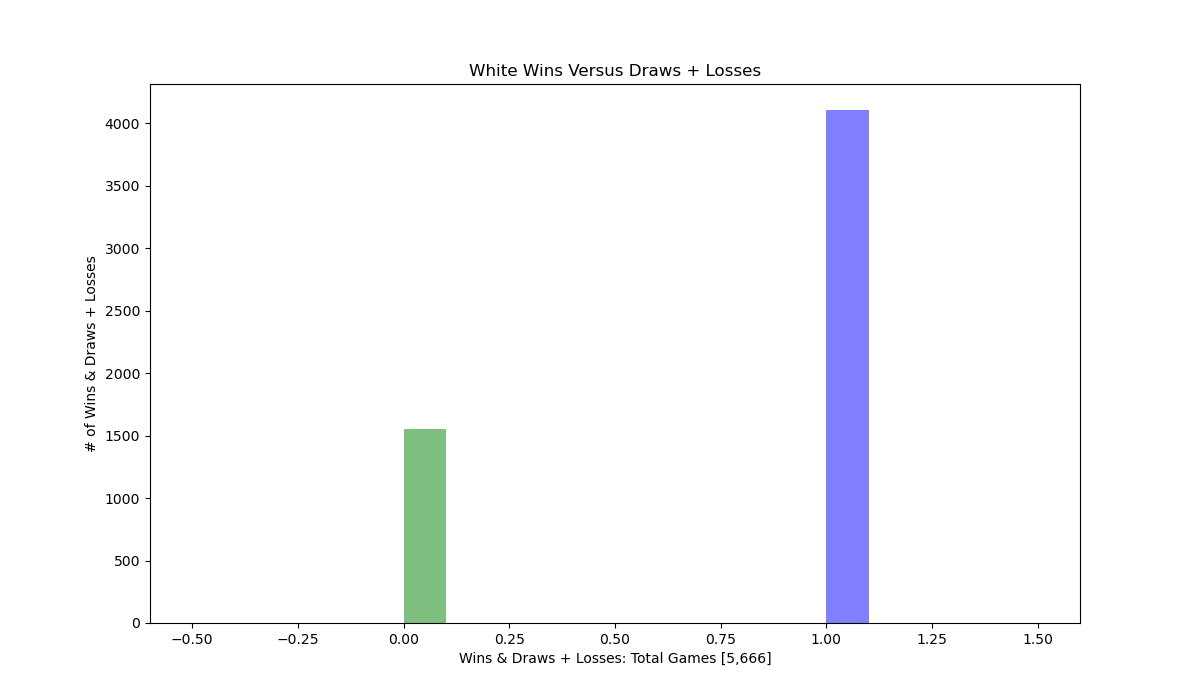 White Wins Versus Draws + Losses
4000
3500
3000
2500
2000
1500
1000
500
0
# of Wins & Draws + Losses
−0.50 −0.25 0.00 0.25 0.50 0.75 1.00 1.25 1.50
Wins & Draws + Losses: Total Games [5,666]